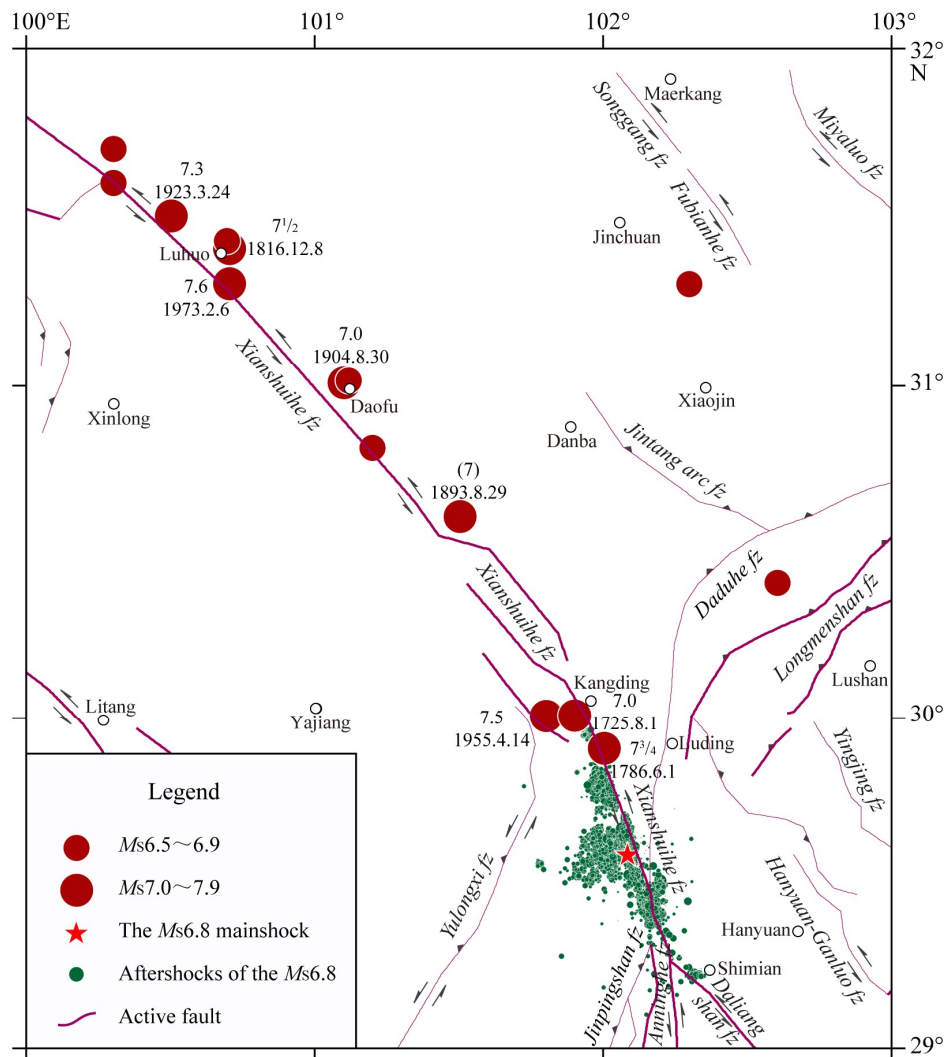 100°E
101°
102°
103°
32°
N
Maerkang
Songgang fz
Miyaluo fz
7.3
1923.3.24
Fubianhe fz
7¹/²
1816.12.8
Jinchuan
Luhuo
7.6
1973.2.6
7.0
1904.8.30
Xianshuihe fz
31°
Daofu
Xinlong
Xiaojin
Danba
Jintang arc fz
(7)
1893.8.29
Xianshuihe fz
Daduhe fz
Longmenshan fz
Lushan
Kangding
7.0
1725.8.1
7.5
1955.4.14
30°
Litang
Yajiang
7³/⁴
1786.6.1
Luding
Yingjing fz
Xianshuihe fz
Yulongxi fz
Hanyuan-Ganluo fz
Hanyuan
Shimian
Jinpingshan fz
Anninghe fz
Daliang
shan fz
29°
Legend
Ms6.5～6.9
Ms7.0～7.9
The Ms6.8 mainshock
Aftershocks of the Ms6.8
Active fault